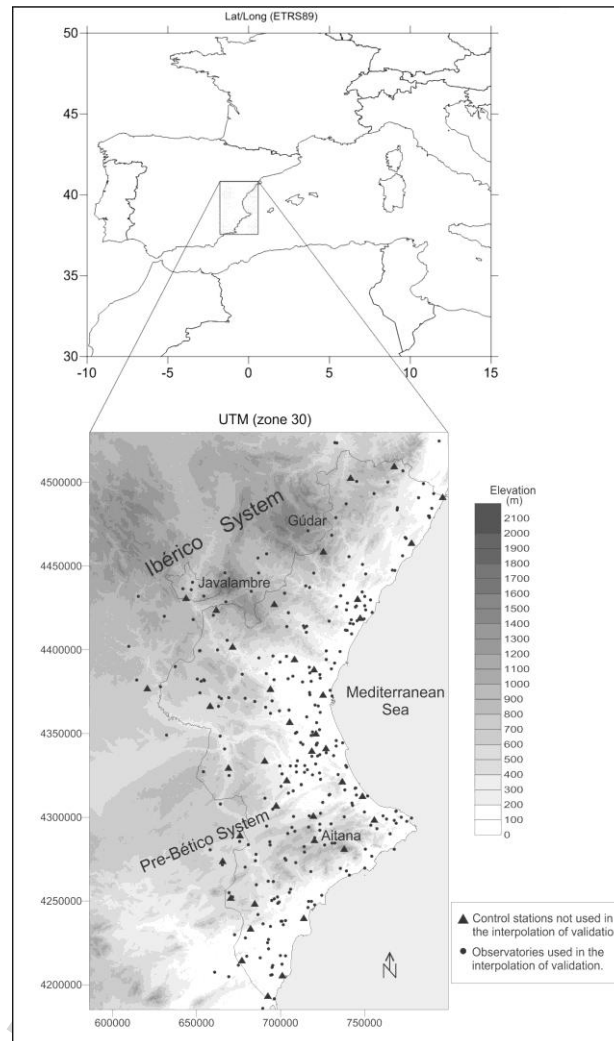 Lat/Long (ETRS89)
50
45
40
35
30
-10
-5
0
5
10
15
UTM (zone 30)
4500000
4450000
4400000
4350000
4300000
4250000
4200000
600000
650000
700000
750000
Ibérico System
Gúdar
Javalambre
Mediterranean
Sea
Pre-Bético System
Aitana
N
Elevation
(m)
2100
2000
1900
1800
1700
1600
1500
1400
1300
1200
1100
1000
900
800
700
600
500
400
300
200
100
0
Control stations not used in
the interpolation of validatio
Observatories used in the
interpolation of validation.